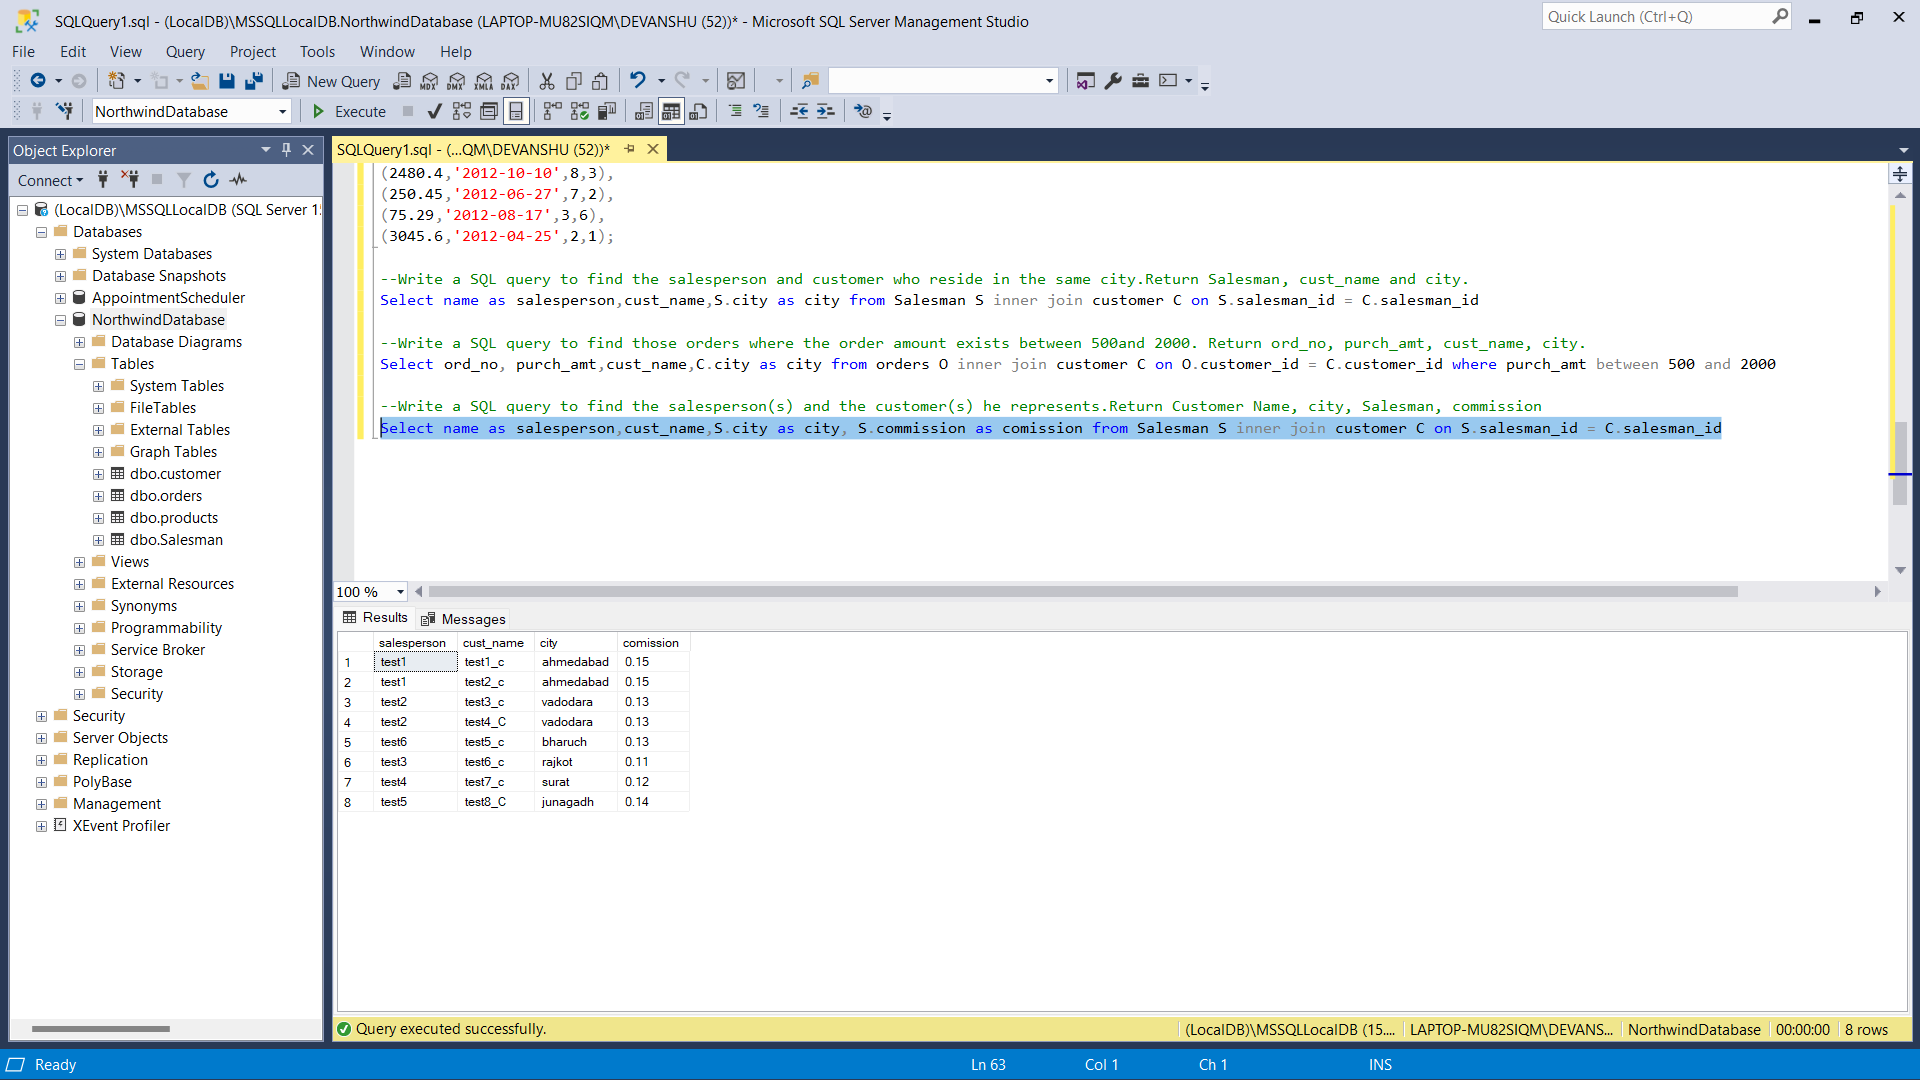 SQLQuery1.sql - (LocalDB)\MSSQLLocalDB.NorthwindDatabase (LAPTOP-MU82SIQM\DEVANSHU (52))* - Microsoft SQL Server Management Studio
Quick Launch (Ctrl+Q)
File Edit View Query Project Tools Window Help
New Query MDX DMX XMLA DAX
NorthwindDatabase Execute
Object Explorer
SQLQuery1.sql - (...QM\DEVANSHU (52))*
Connect
(LocalDB)\MSSQLLocalDB (SQL Server 1
Databases
System Databases
Database Snapshots
AppointmentScheduler
NorthwindDatabase
Database Diagrams
Tables
System Tables
FileTables
External Tables
Graph Tables
dbo.customer
dbo.orders
dbo.products
dbo.Salesman
Views
External Resources
Synonyms
Programmability
Service Broker
Storage
Security
Security
Server Objects
Replication
PolyBase
Management
XEvent Profiler
(2480.4,'2012-10-10',8,3),
(250.45,'2012-06-27',7,2),
(75.29,'2012-08-17',3,6),
(3045.6,'2012-04-25',2,1);
--Write a SQL query to find the salesperson and customer who reside in the same city.Return Salesman, cust_name and city.
Select name as salesperson,cust_name,S.city as city from Salesman S inner join customer C on S.salesman_id = C.salesman_id
--Write a SQL query to find those orders where the order amount exists between 500and 2000. Return ord_no, purch_amt, cust_name, city.
Select ord_no, purch_amt,cust_name,C.city as city from orders O inner join customer C on O.customer_id = C.customer_id where purch_amt between 500 and 2000
--Write a SQL query to find the salesperson(s) and the customer(s) he represents.Return Customer Name, city, Salesman, commission
Select name as salesperson,cust_name,S.city as city, S.commission as comission from Salesman S inner join customer C on S.salesman_id = C.salesman_id
100 %
Results Messages
salesperson cust_name city comission
1 test1 test1_c ahmedabad 0.15
2 test1 test2_c ahmedabad 0.15
3 test2 test3_c vadodara 0.13
4 test2 test4_C vadodara 0.13
5 test6 test5_c bharuch 0.13
6 test3 test6_c rajkot 0.11
7 test4 test7_c surat 0.12
8 test5 test8_C junagadh 0.14
Query executed successfully.
(LocalDB)\MSSQLLocalDB (15.... LAPTOP-MU82SIQM\DEVANS... NorthwindDatabase 00:00:00 8 rows
Ready Ln 63 Col 1 Ch 1 INS